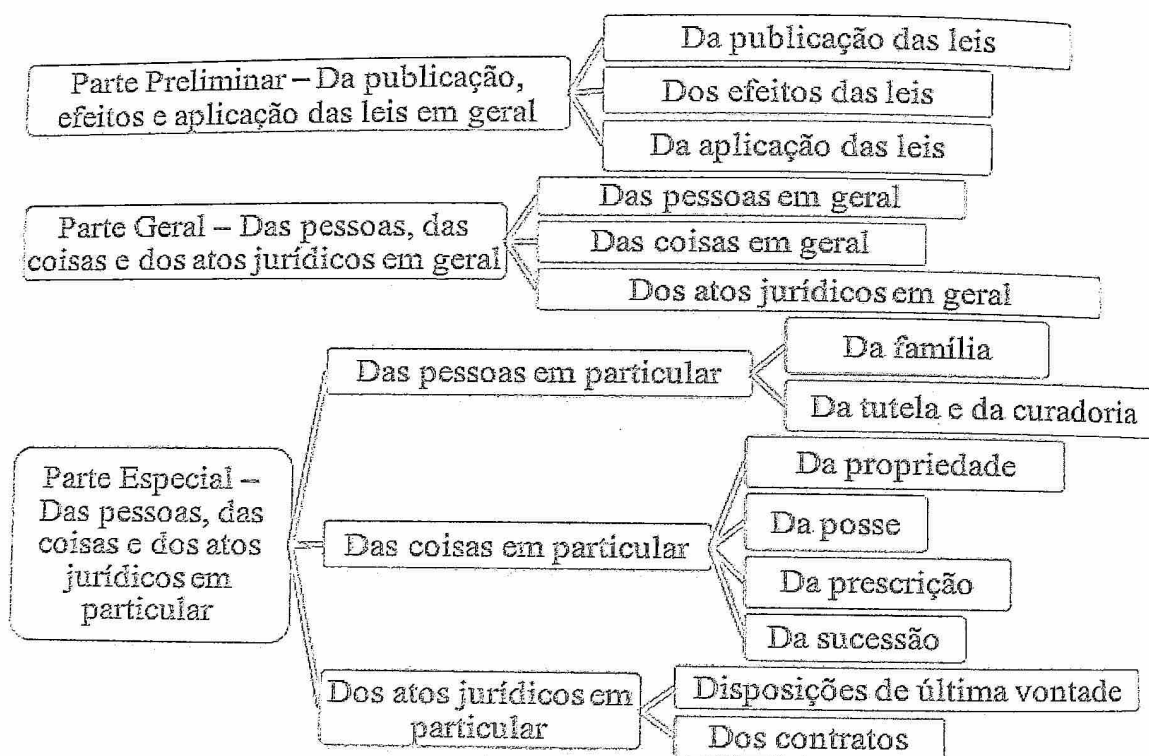 Parte Preliminar – Da publicação,
efeitos e aplicação das leis em geral
Da publicação das leis
Dos efeitos das leis
Da aplicação das leis
Parte Geral – Das pessoas, das
coisas e dos atos jurídicos em geral
Das pessoas em geral
Das coisas em geral
Dos atos jurídicos em geral
Parte Especial –
Das pessoas, das
coisas e dos atos
jurídicos em
particular
Das pessoas em particular
Da família
Da tutela e da curadoria
Das coisas em particular
Da propriedade
Da posse
Da prescrição
Da sucessão
Dos atos jurídicos em
particular
Disposições de última vontade
Dos contratos